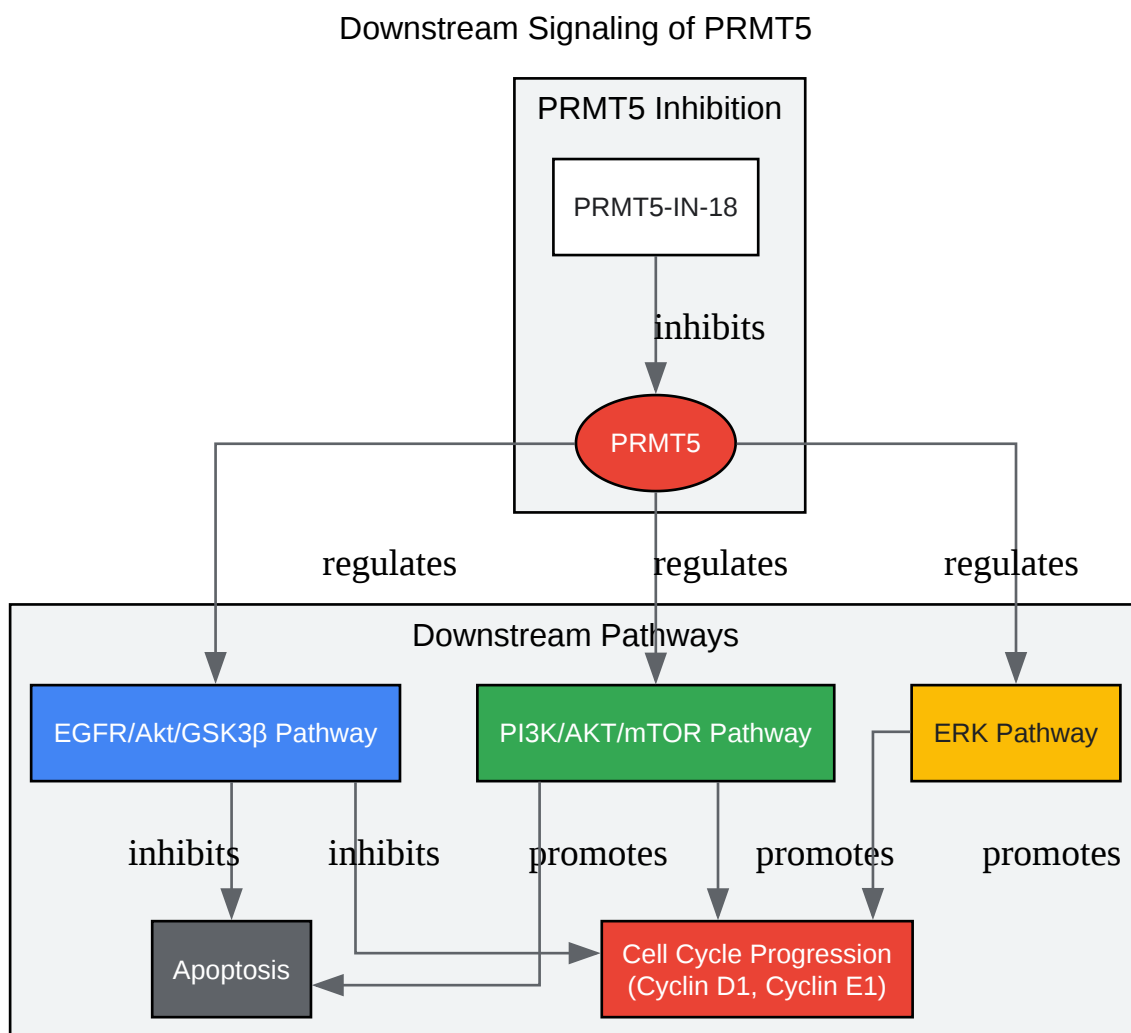 Downstream Signaling of PRMT5
PRMT5 Inhibition
PRMT5-IN-18
inhibits
PRMT5
regulates
regulates
regulates
Downstream Pathways
EGFR/Akt/GSK3β Pathway
PI3K/AKT/mTOR Pathway
ERK Pathway
inhibits
inhibits
promotes
promotes
promotes
Apoptosis
Cell Cycle Progression
(Cyclin D1, Cyclin E1)